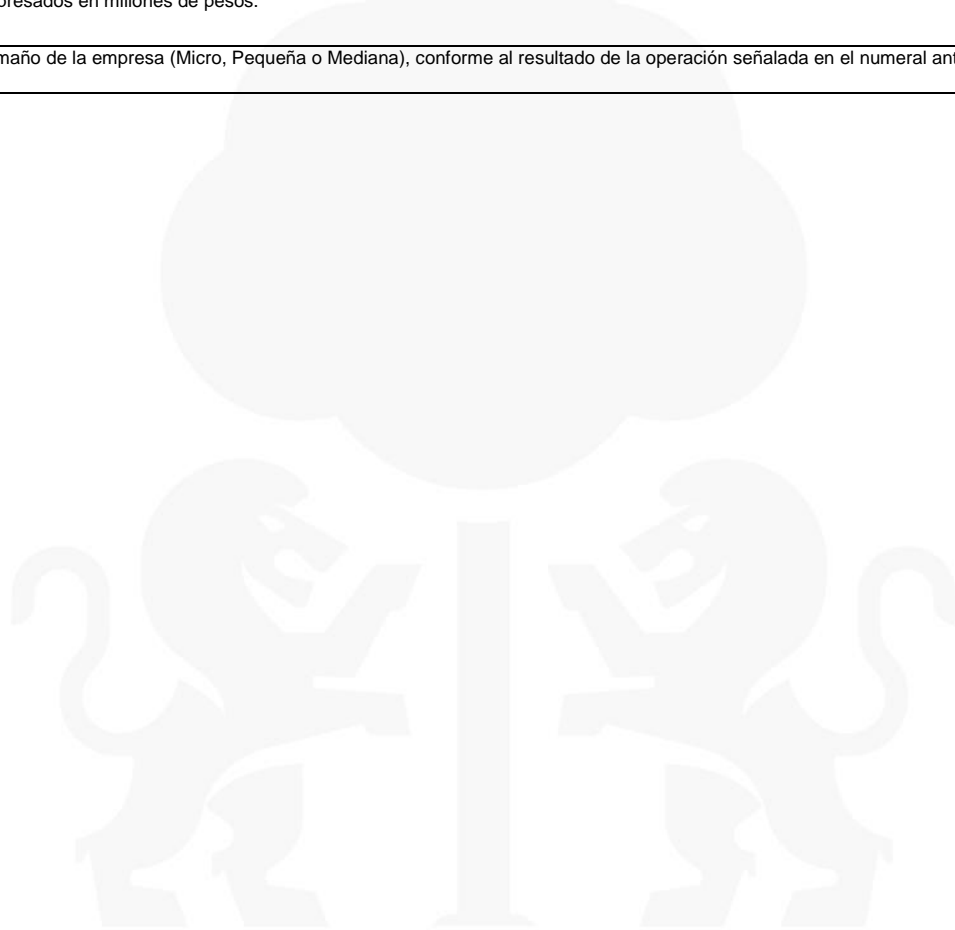 presados en millones de pesos.
maño de la empresa (Micro, Pequeña o Mediana), conforme al resultado de la operación señalada en el numeral ant